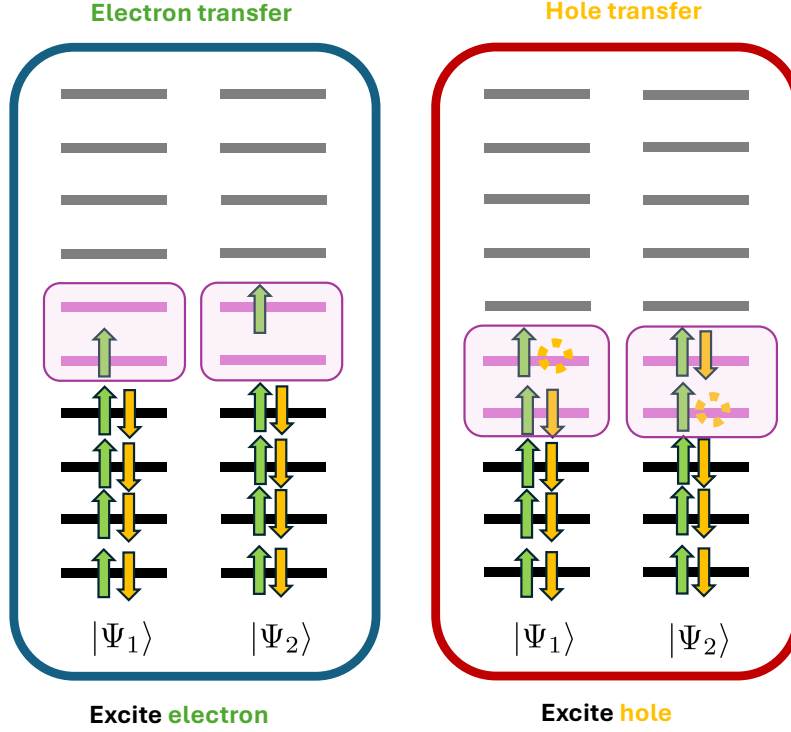 Electron transfer
Hole transfer
|Ψ₁⟩
|Ψ₂⟩
|Ψ₁⟩
|Ψ₂⟩
Excite electron
Excite hole